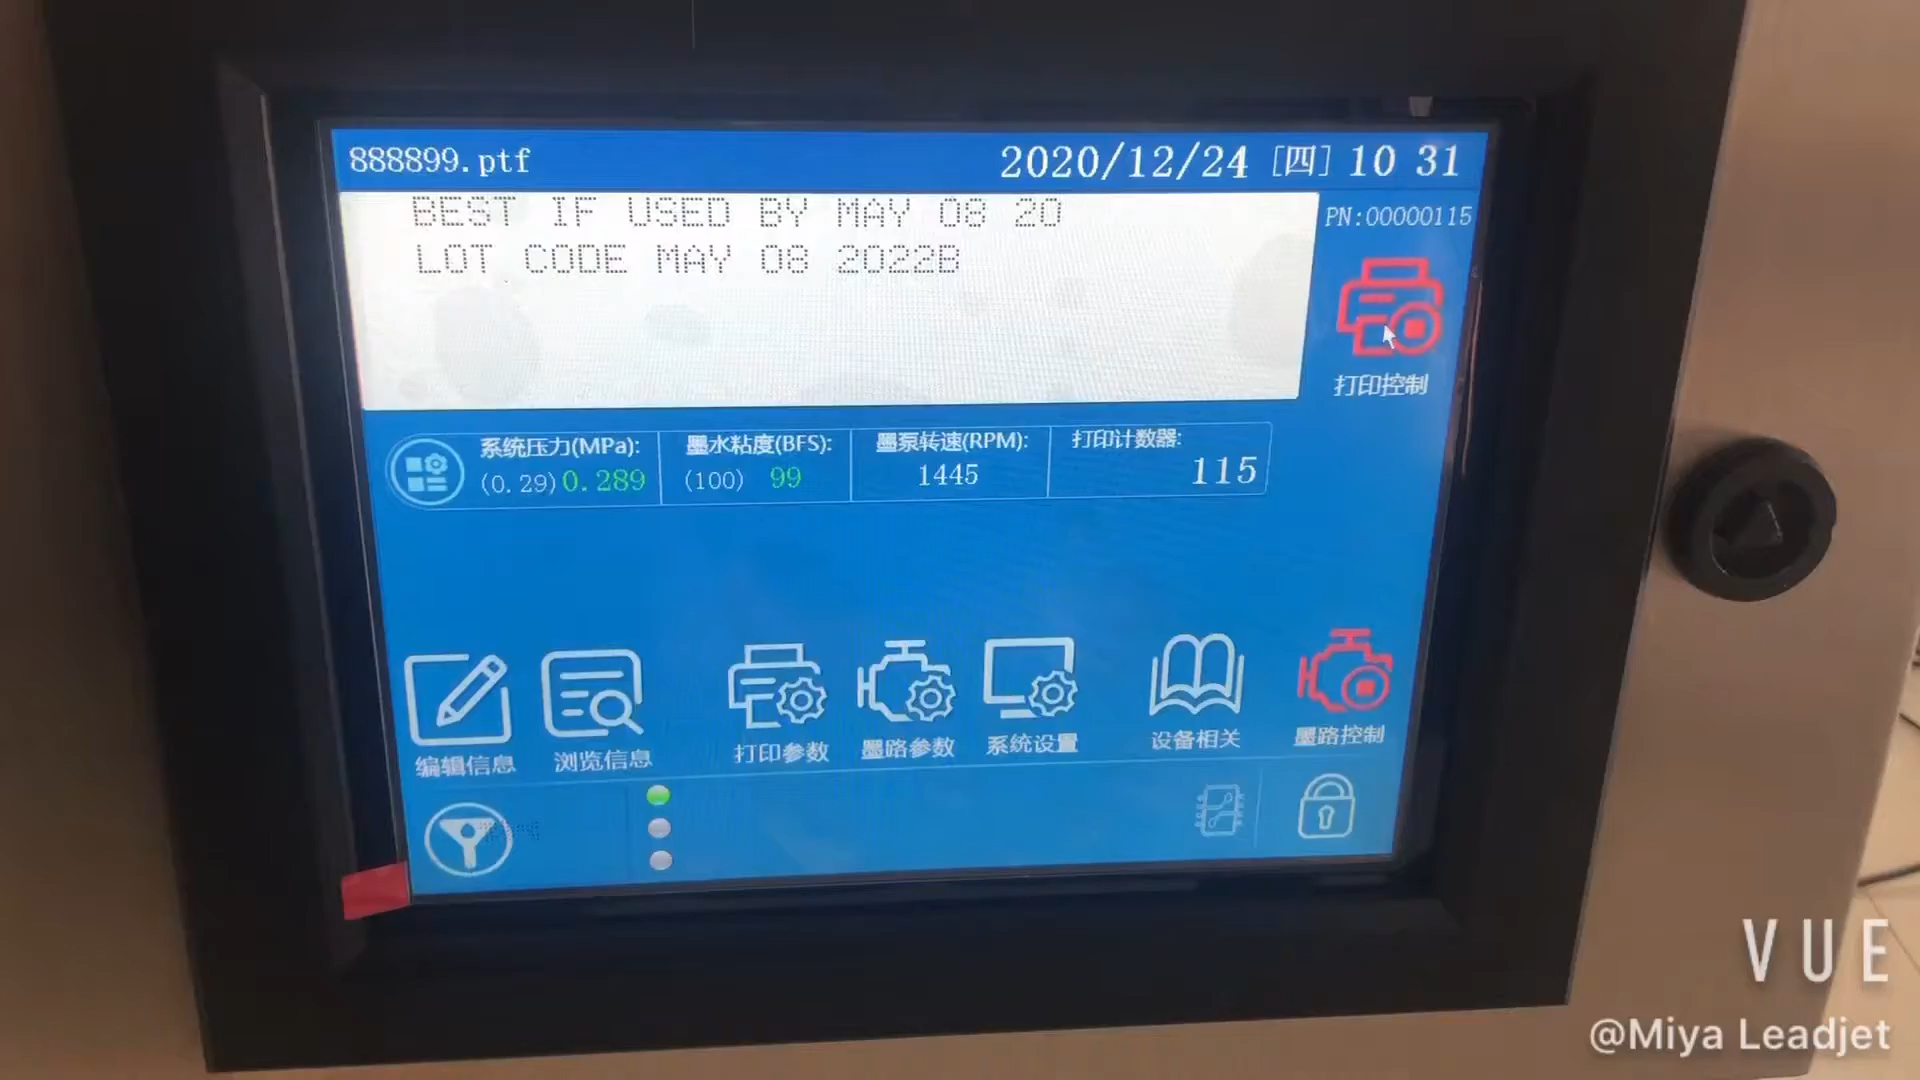 888899.ptf
2020/12/24 [四] 10 31
BEST IF USED BY MAY 08 20
LOT CODE MAY 08 2022B
PN:00000115
打印控制
系统压力(MPa):
(0.29) 0.289
墨水粘度(BFS):
(100) 99
墨泵转速(RPM):
1445
打印计数器:
115
编辑信息
浏览信息
打印参数
墨路参数
系统设置
设备相关
墨路控制
VUE
@Miya Leadjet